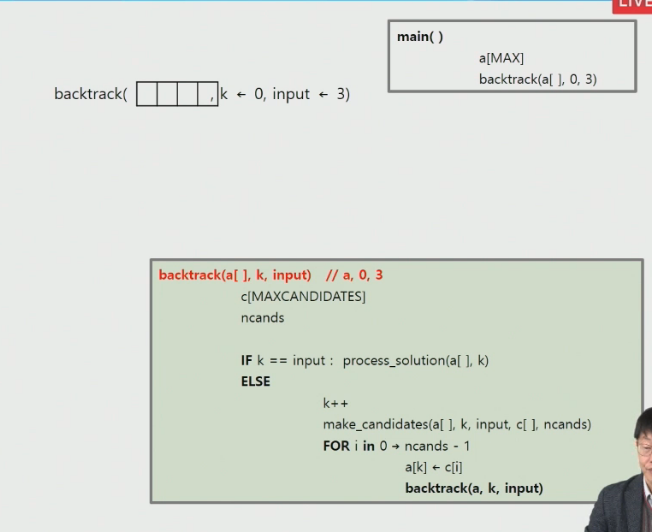 LIVE
main( )
a[MAX]
backtrack(a[ ], 0, 3)
backtrack( , k ← 0, input ← 3)
backtrack(a[ ], k, input) // a, 0, 3
c[MAXCANDIDATES]
ncands
IF k == input : process_solution(a[ ], k)
ELSE
k++
make_candidates(a[ ], k, input, c[ ], ncands)
FOR i in 0 → ncands - 1
a[k] ← c[i]
backtrack(a, k, input)